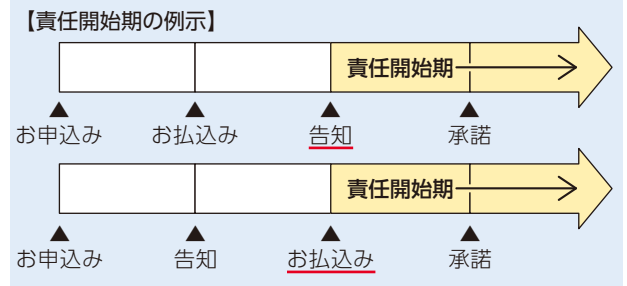 【責任開始期の例示】
責任開始期
お申込み お払込み 告知 承諾
責任開始期
お申込み 告知 お払込み 承諾